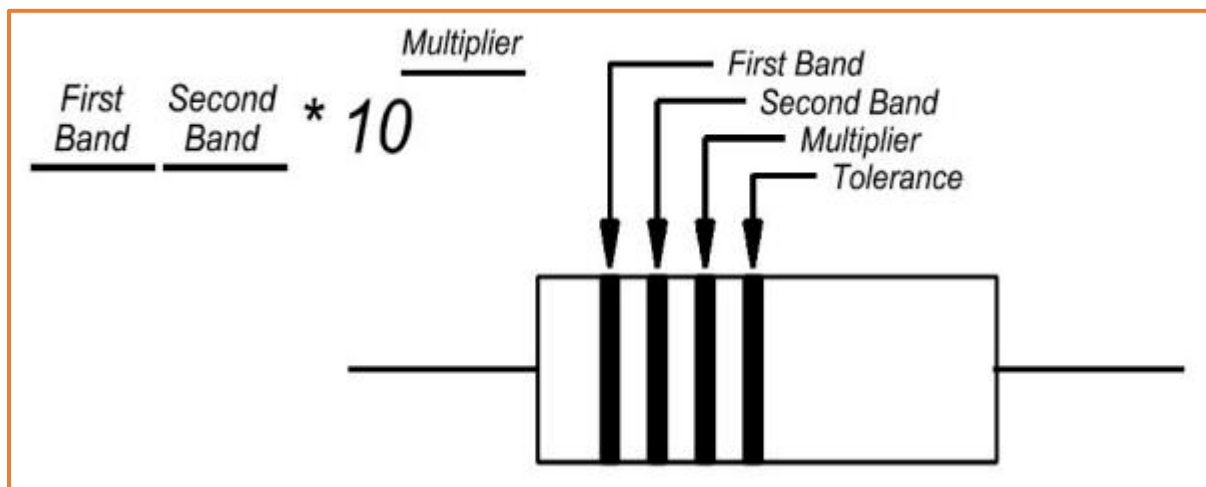 Multiplier
First Second
Band Band * 10
First Band
Second Band
Multiplier
Tolerance